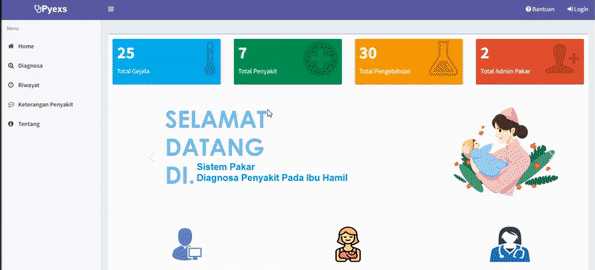 Pyexs
Bantuan
Login
Menu
Home
Diagnosa
Riwayat
Keterangan Penyakit
Tentang
25
Total Gejala
7
Total Penyakit
30
Total Pengetahuan
2
Total Admin Pakar
SELAMAT
DATANG
DI.
Sistem Pakar
Diagnosa Penyakit Pada Ibu Hamil